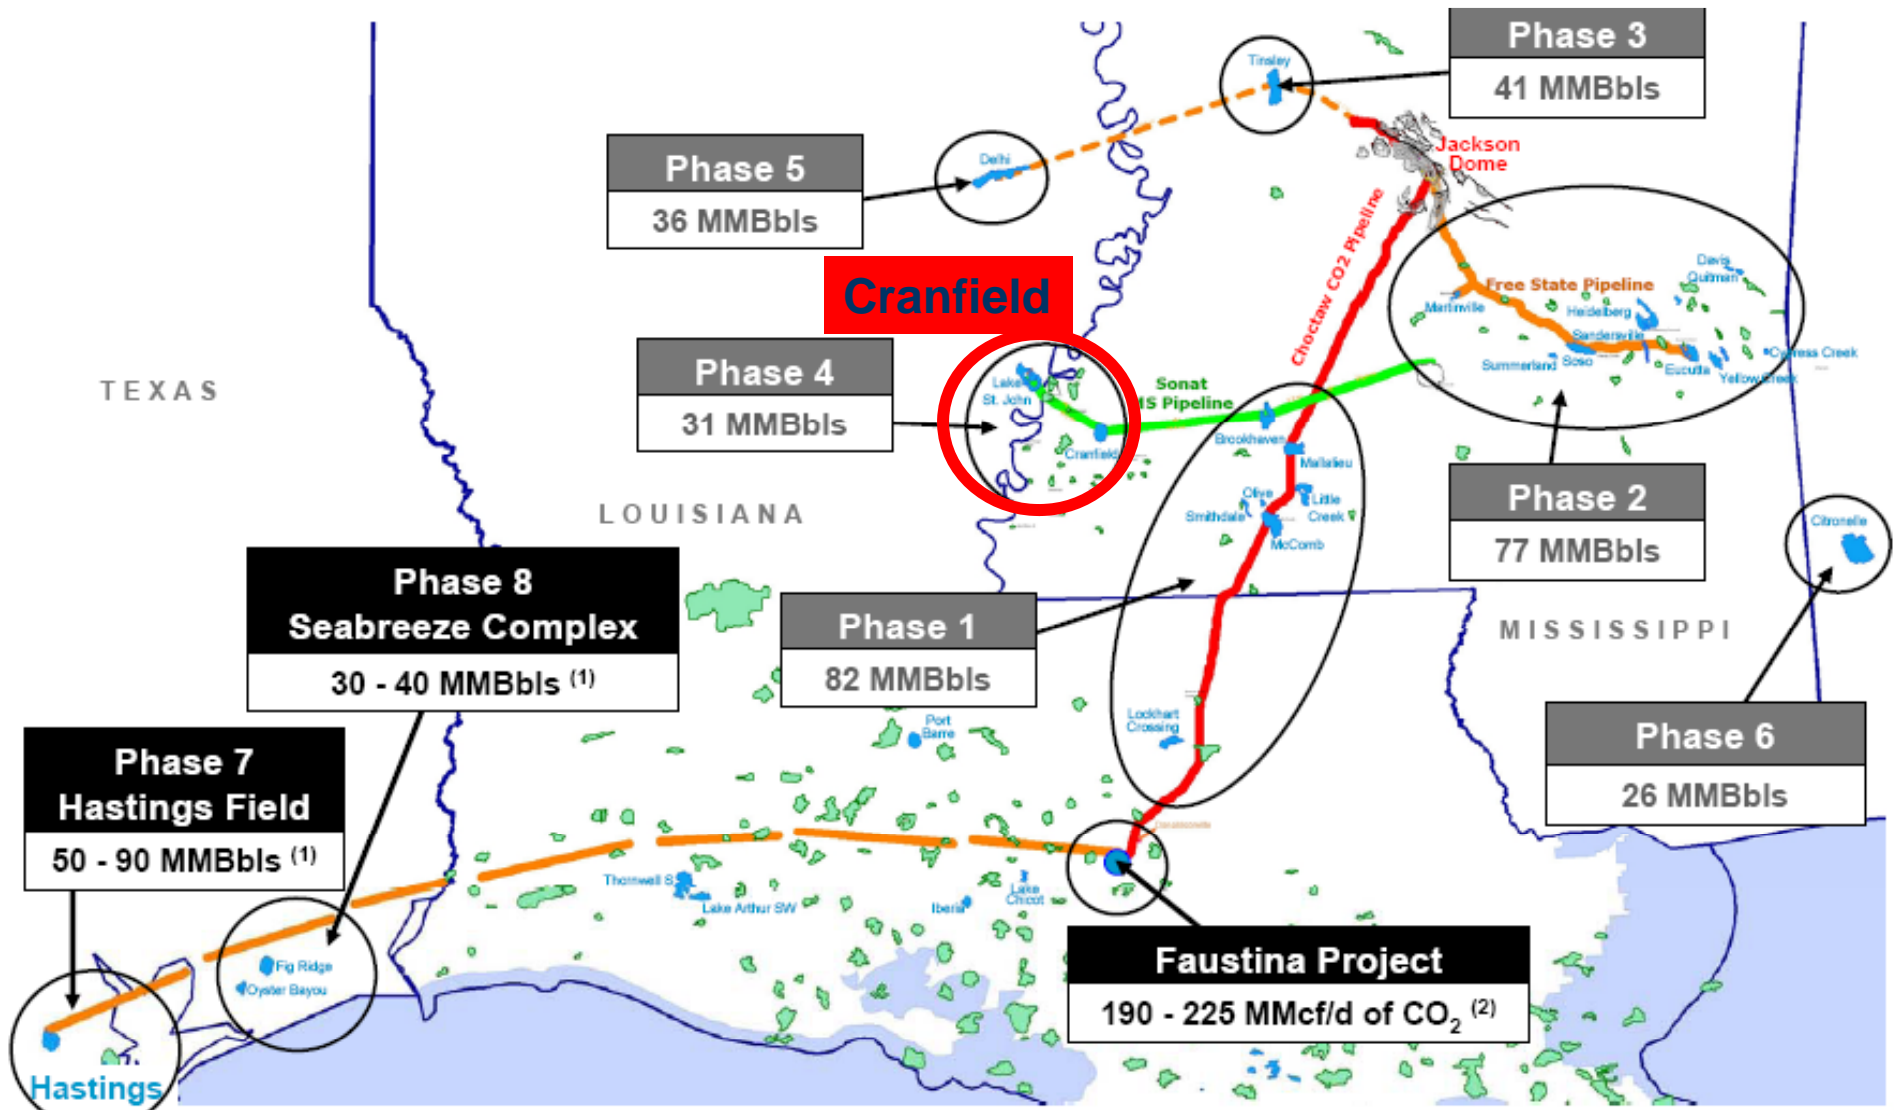 Phase 3
41 MMBbls
Tinsley
Jackson
Dome
Phase 5
36 MMBbls
Delhi
Choctaw CO2 Pipeline
Cranfield
Free State Pipeline
Davis
Quitman
Martinville
Heidelberg
Sandersville
Summerland
Soso
Eucutta
Yellow Creek
Cypress Creek
Phase 4
31 MMBbls
Lake
St. John
Cranfield
Sonat
MS Pipeline
Brookhaven
Mallalieu
Olive
Little
Creek
Smithdale
McComb
TEXAS
LOUISIANA
MISSISSIPPI
Phase 2
77 MMBbls
Citronelle
Phase 8
Seabreeze Complex
30 - 40 MMBbls (1)
Phase 1
82 MMBbls
Phase 6
26 MMBbls
Lockhart
Crossing
Port
Barre
Phase 7
Hastings Field
50 - 90 MMBbls (1)
Donaldsonville
Thornwell S
Lake Arthur SW
Iberia
Lake
Chicot
Fig Ridge
Oyster Bayou
Faustina Project
190 - 225 MMcf/d of CO2 (2)
Hastings